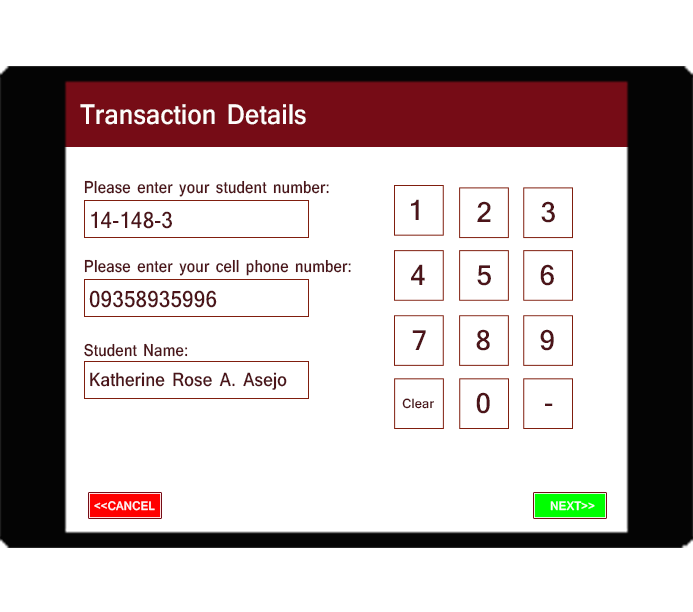 Transaction Details
Please enter your student number:
14-148-3
Please enter your cell phone number:
09358935996
Student Name:
Katherine Rose A. Asejo
1 2 3
4 5 6
7 8 9
Clear 0 -
<<CANCEL
NEXT>>